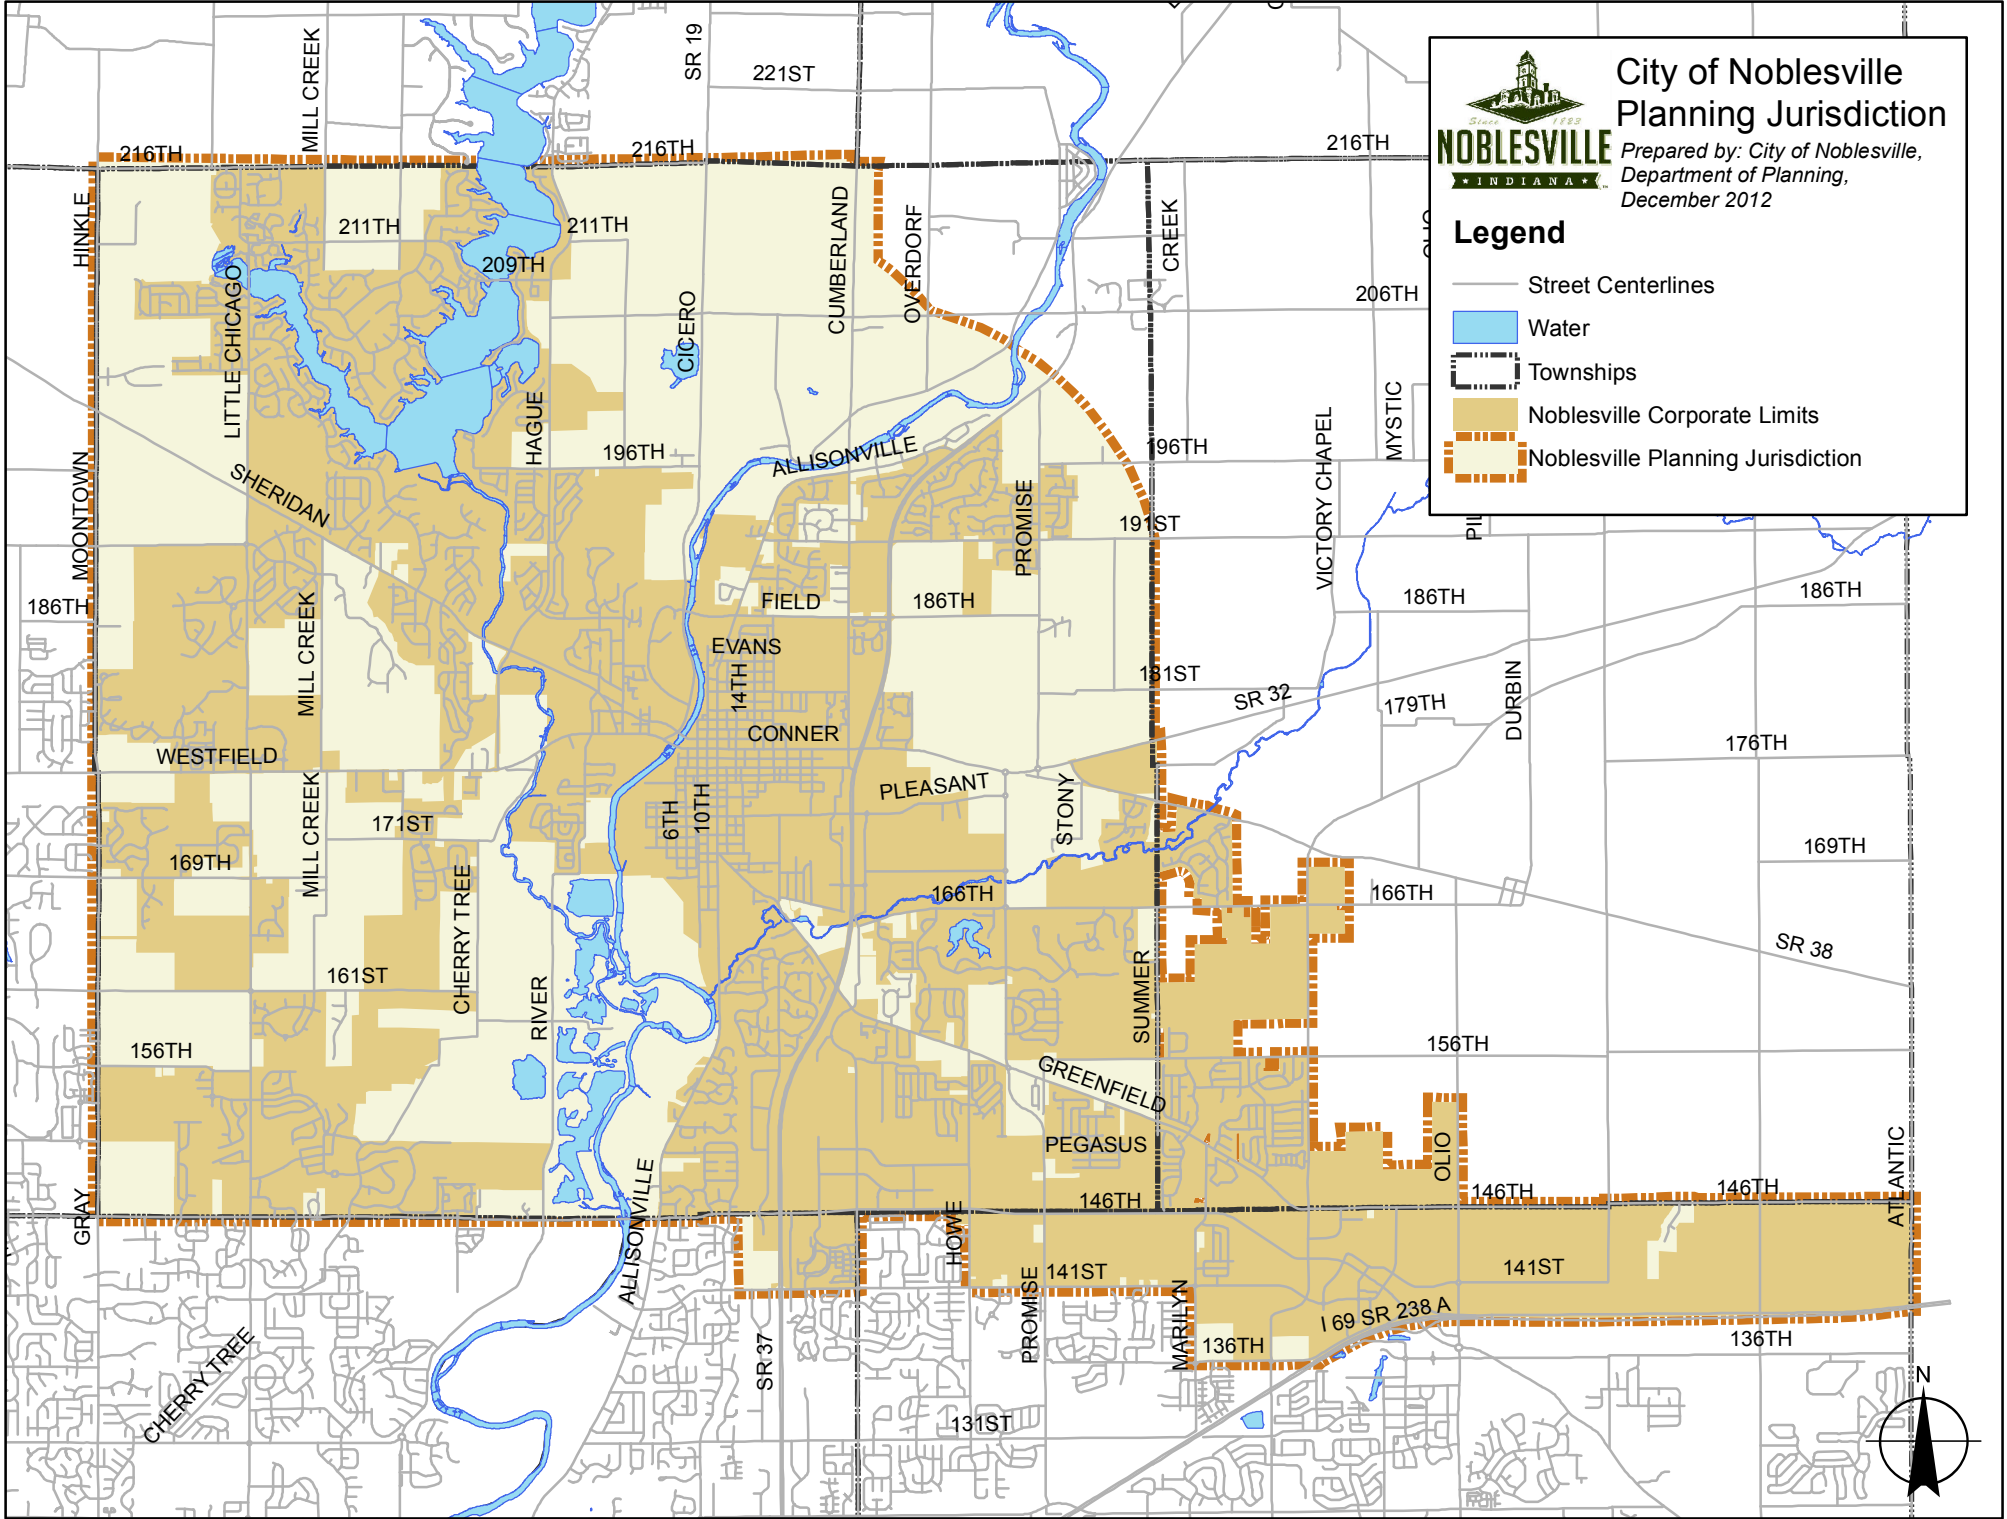 City of Noblesville
Planning Jurisdiction
Prepared by: City of Noblesville,
Department of Planning,
December 2012
Since 1823
NOBLESVILLE
INDIANA
Legend
Street Centerlines
Water
Townships
Noblesville Corporate Limits
Noblesville Planning Jurisdiction
SR 19
221ST
MILL CREEK
216TH
216TH
216TH
HINKLE
211TH
211TH
209TH
CUMBERLAND
OVERDORF
CREEK
206TH
LITTLE CHICAGO
CICERO
HAGUE
196TH
ALLISONVILLE
196TH
MYSTIC
VICTORY CHAPEL
MOONTOWN
SHERIDAN
PROMISE
191ST
186TH
MILL CREEK
FIELD
186TH
186TH
186TH
EVANS
14TH
181ST
SR 32
179TH
DURBIN
CONNER
WESTFIELD
176TH
PLEASANT
STONY
6TH
10TH
MILL CREEK
171ST
169TH
169TH
CHERRY TREE
166TH
166TH
SR 38
161ST
RIVER
SUMMER
156TH
156TH
GREENFIELD
PEGASUS
OLIO
ATLANTIC
GRAY
ALLISONVILLE
146TH
146TH
146TH
HOWE
141ST
141ST
PROMISE
MARILYN
I 69 SR 238 A
136TH
136TH
CHERRY TREE
SR 37
131ST
N